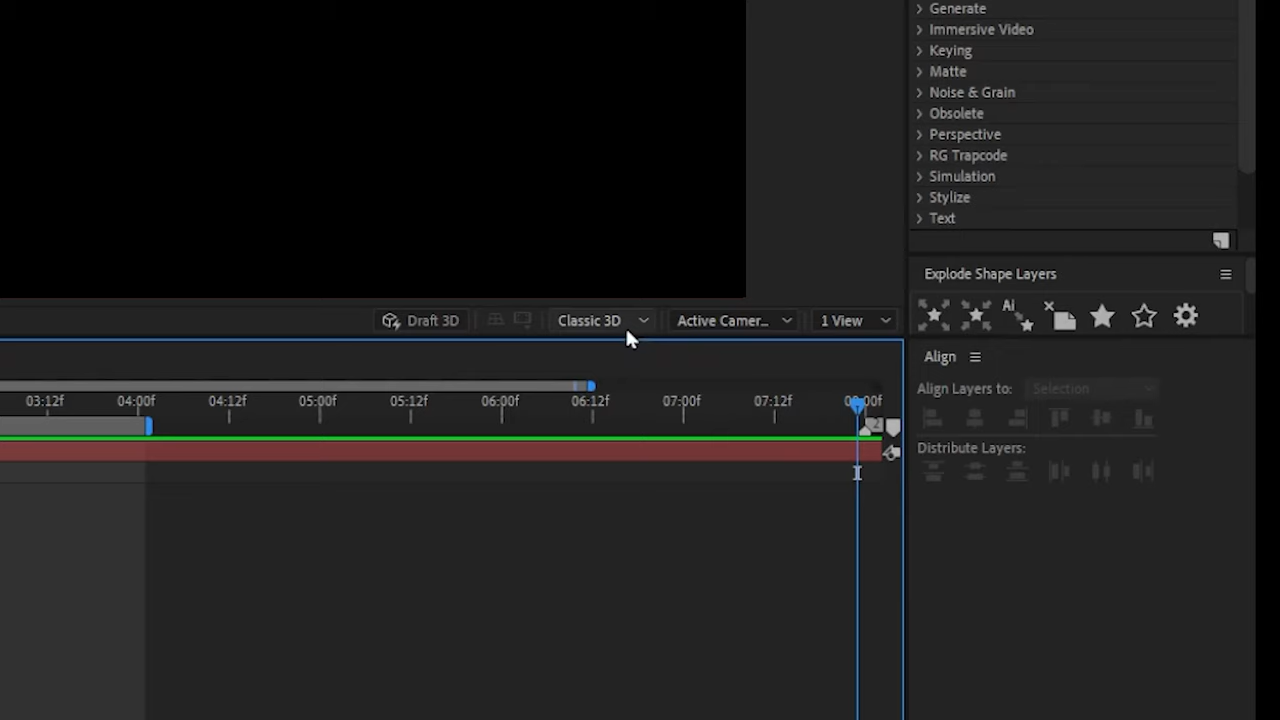 Generate
Immersive Video
Keying
Matte
Noise & Grain
Obsolete
Perspective
RG Trapcode
Simulation
Stylize
Text
Explode Shape Layers
Ai
Draft 3D
Classic 3D
Active Camer...
1 View
Align
Align Layers to:
Selection
Distribute Layers:
03:12f
04:00f
04:12f
05:00f
05:12f
06:00f
06:12f
07:00f
07:12f
2